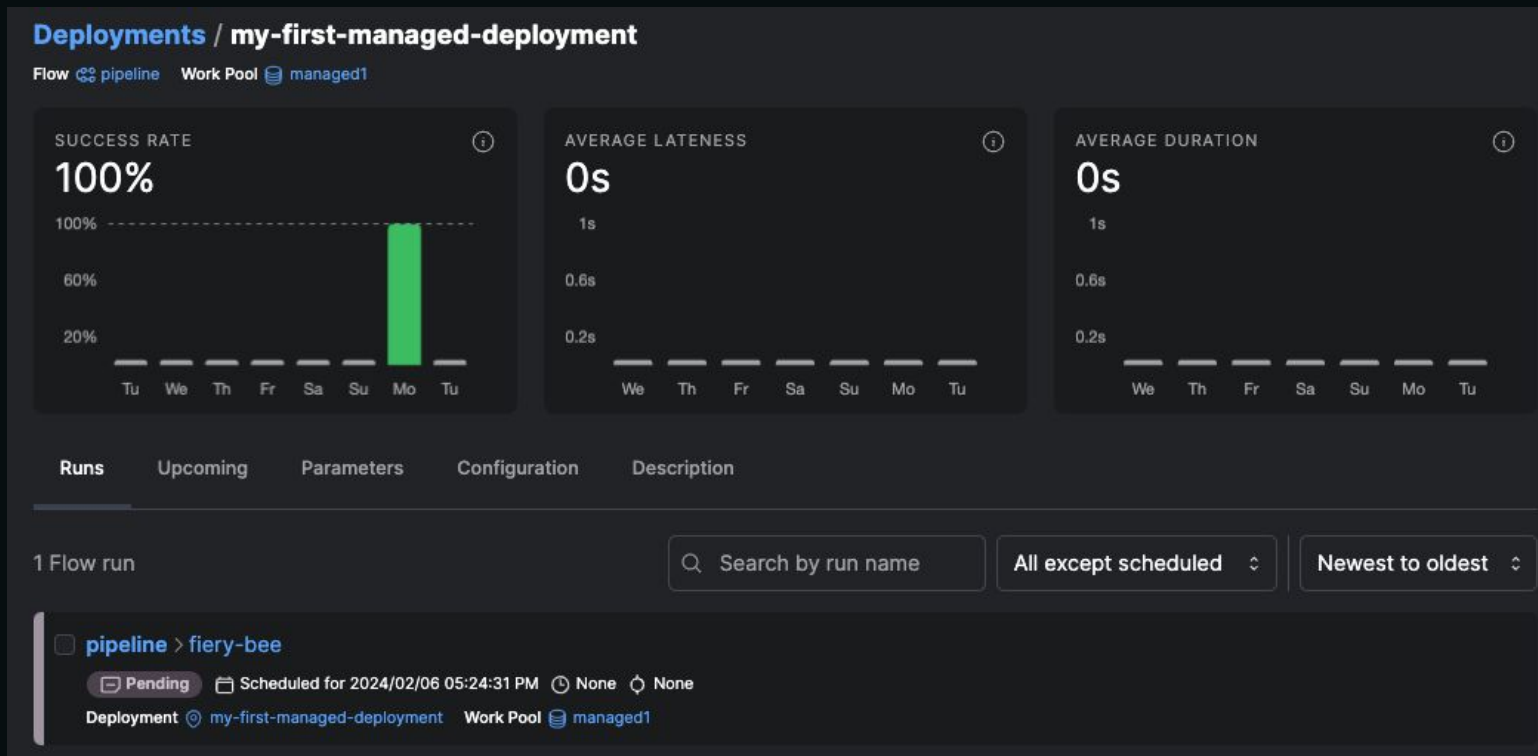 Deployments / my-first-managed-deployment
Flow pipeline Work Pool managed1
SUCCESS RATE
100%
100%
60%
20%
Tu We Th Fr Sa Su Mo Tu
AVERAGE LATENESS
0s
1s
0.6s
0.2s
We Th Fr Sa Su Mo Tu
AVERAGE DURATION
0s
1s
0.6s
0.2s
We Th Fr Sa Su Mo Tu
Runs Upcoming Parameters Configuration Description
1 Flow run Search by run name All except scheduled Newest to oldest
pipeline > fiery-bee
Pending Scheduled for 2024/02/06 05:24:31 PM None None
Deployment my-first-managed-deployment Work Pool managed1